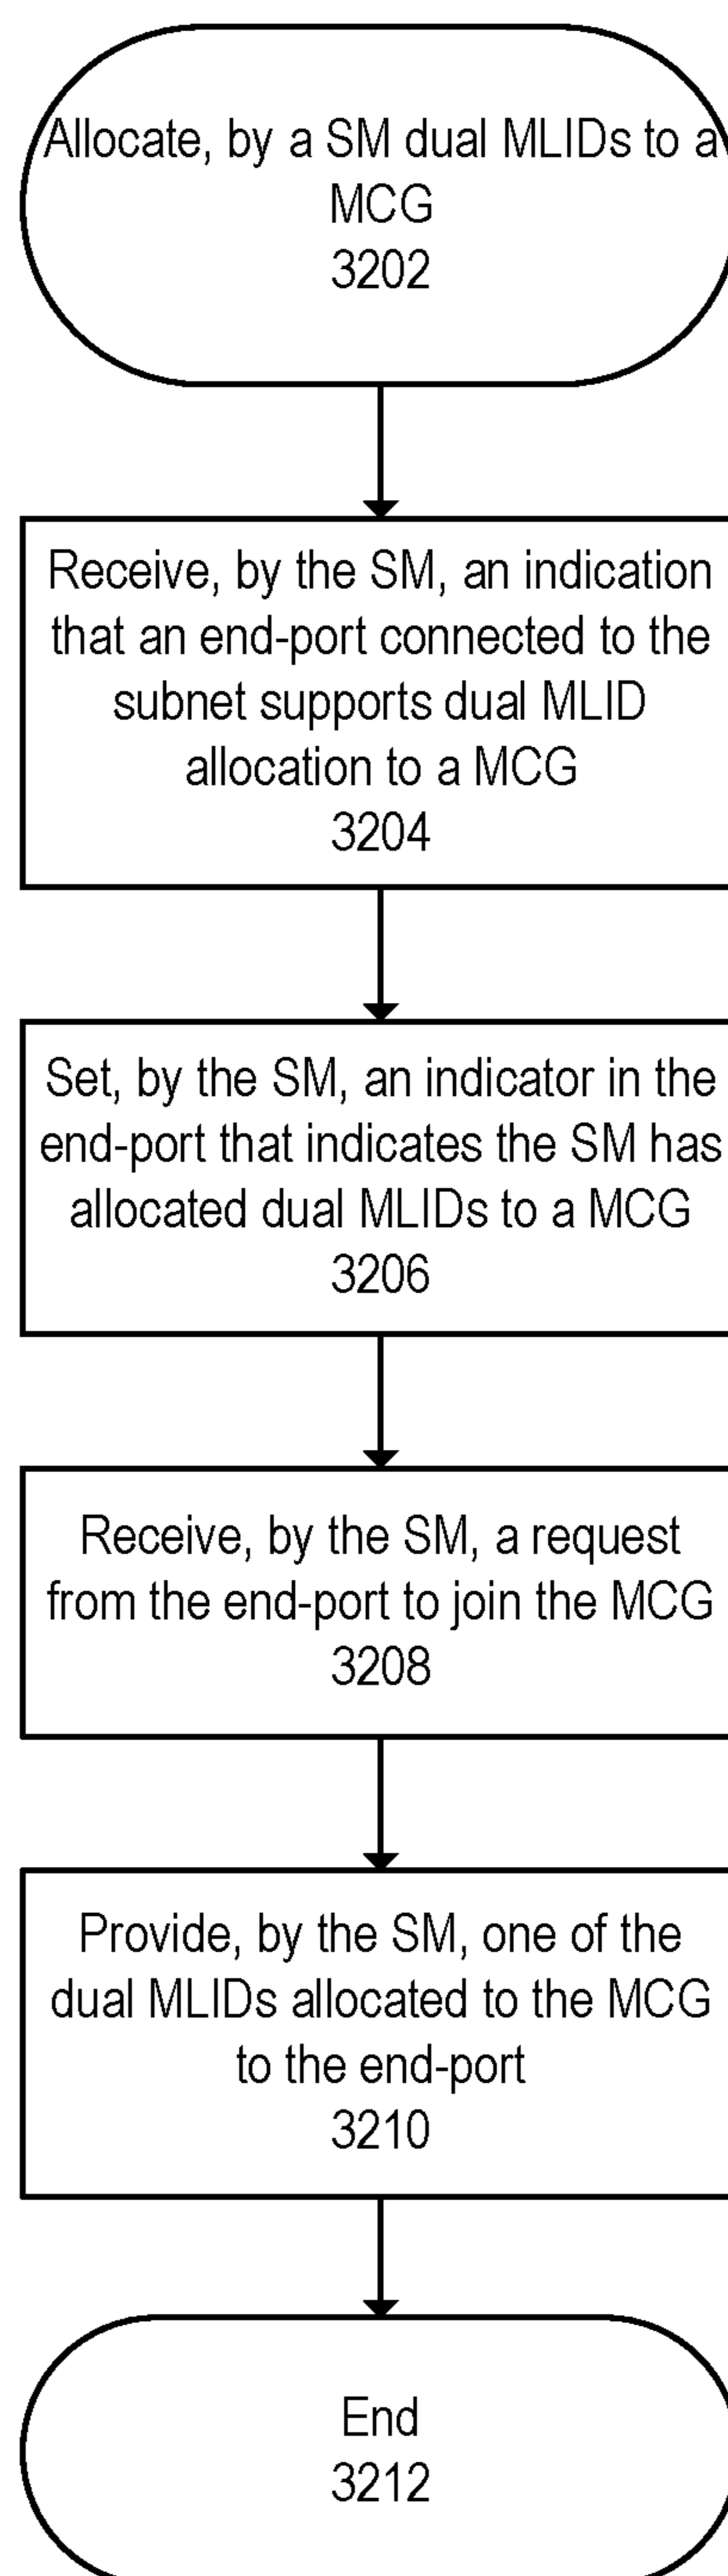 Allocate, by a SM dual MLIDs to a
MCG
3202
Receive, by the SM, an indication
that an end-port connected to the
subnet supports dual MLID
allocation to a MCG
3204
Set, by the SM, an indicator in the
end-port that indicates the SM has
allocated dual MLIDs to a MCG
3206
Receive, by the SM, a request
from the end-port to join the MCG
3208
Provide, by the SM, one of the
dual MLIDs allocated to the MCG
to the end-port
3210
End
3212